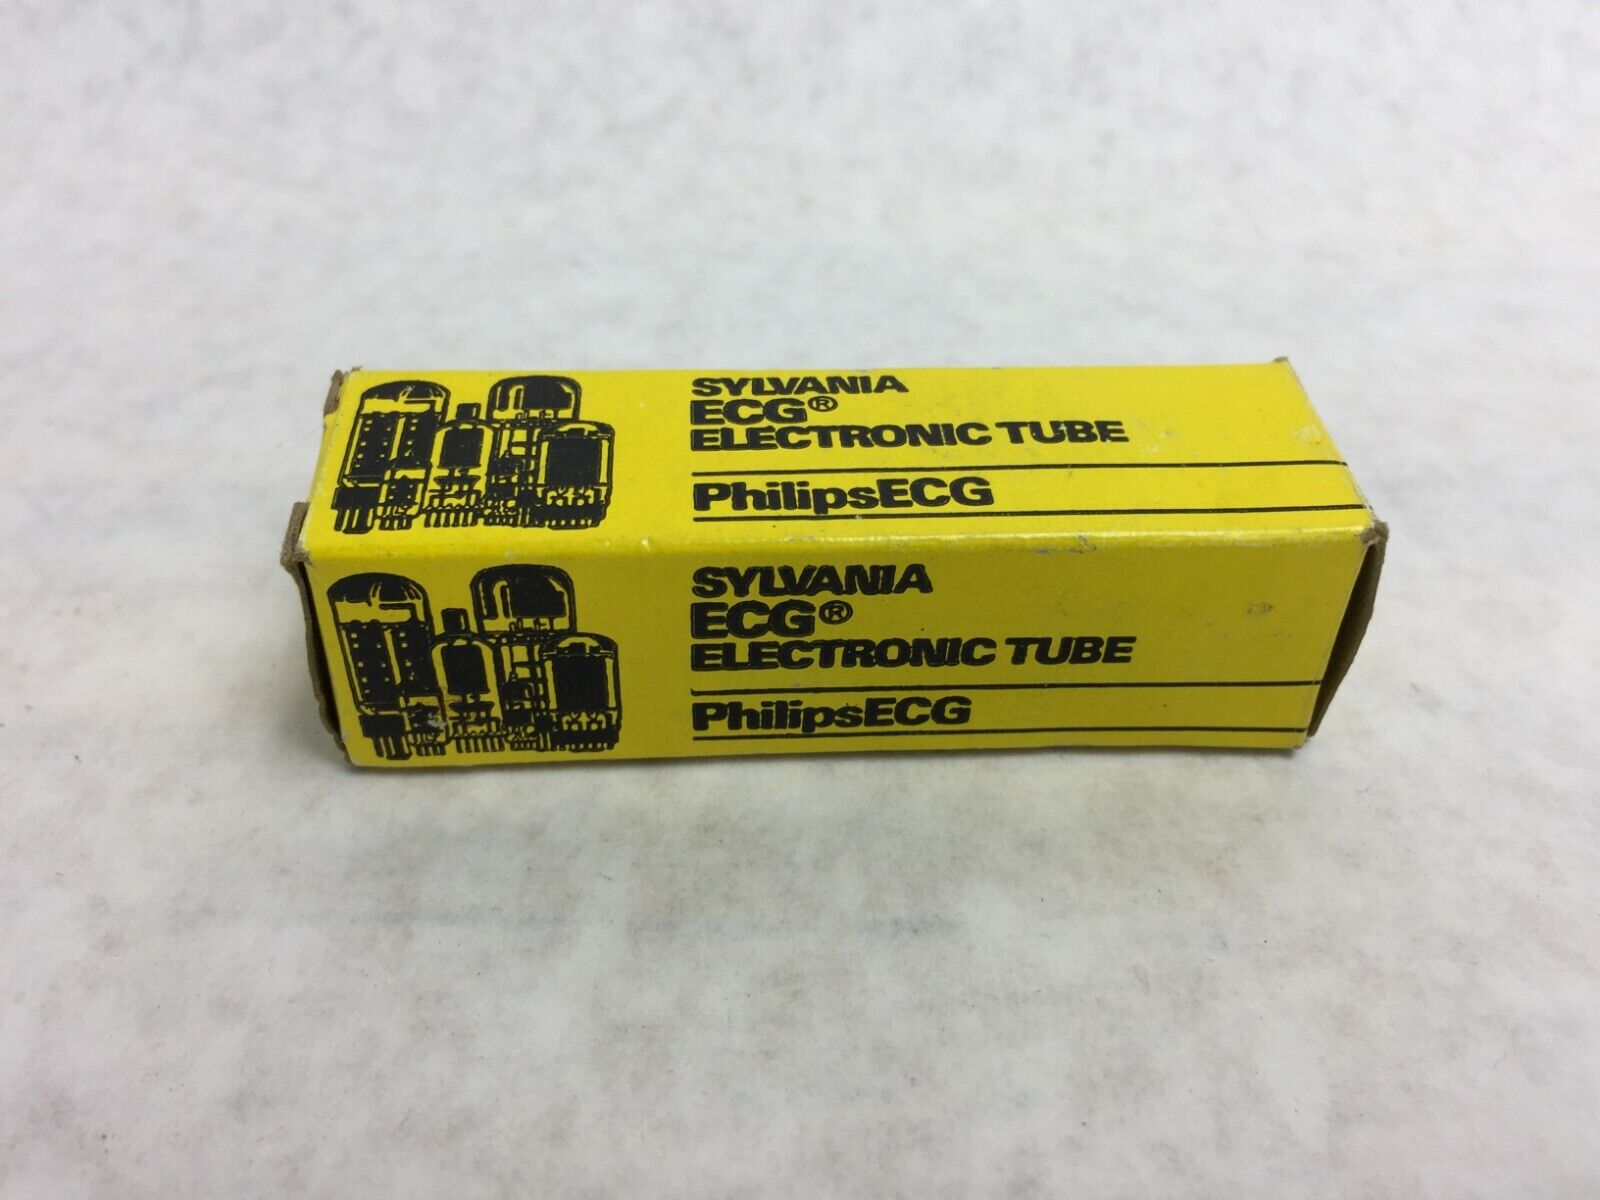 SYLVANIA
ECG®
ELECTRONIC TUBE
PhilipsECG
SYLVANIA
ECG®
ELECTRONIC TUBE
PhilipsECG